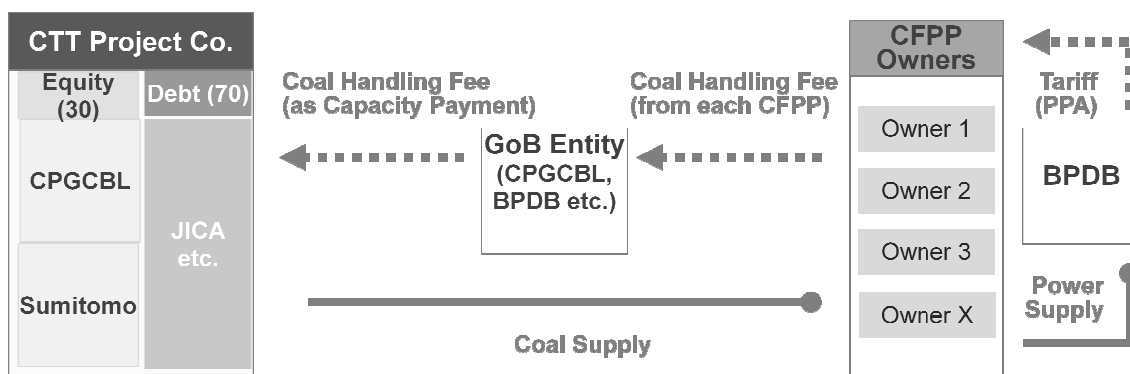 CTT Project Co.
Equity
(30)
Debt (70)
CPGCBL
Sumitomo
JICA
etc.
Coal Handling Fee
(as Capacity Payment)
GoB Entity
(CPGCBL,
BPDB etc.)
Coal Handling Fee
(from each CFPP)
Coal Supply
CFPP
Owners
Owner 1
Owner 2
Owner 3
Owner X
Tariff
(PPA)
BPDB
Power
Supply